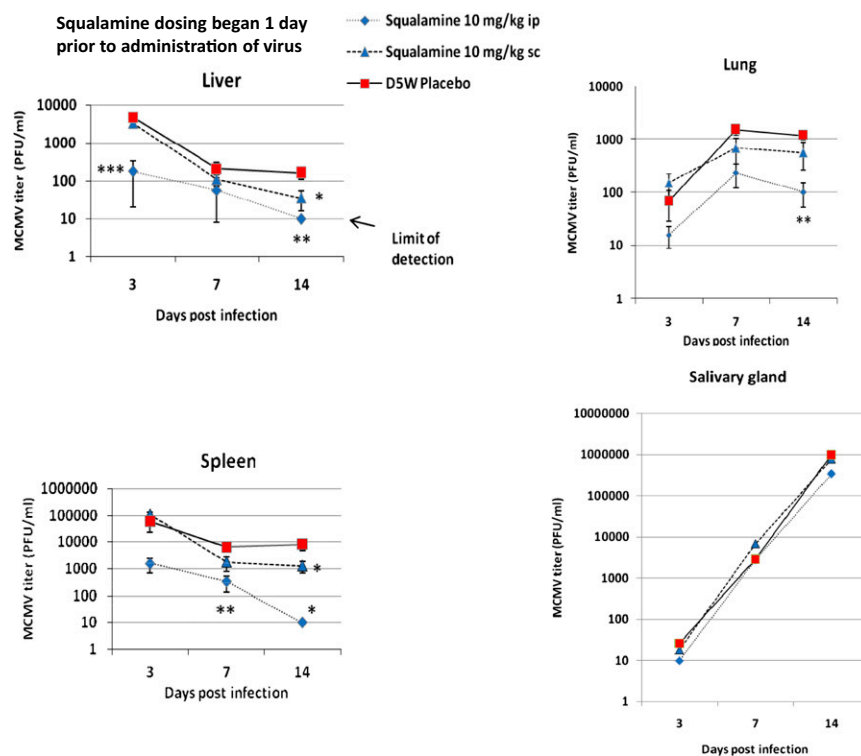 Squalamine dosing began 1 day
prior to administration of virus
Squalamine 10 mg/kg ip
Squalamine 10 mg/kg sc
D5W Placebo
Liver
MCMV titer (PFU/ml)
10000
1000
100
10
1
***
*
**
3 7 14
Days post infection
Limit of
detection
Lung
MCMV titer (PFU/ml)
10000
1000
100
10
1
**
3 7 14
Days post infection
Spleen
MCMV titer (PFU/ml)
1000000
100000
10000
1000
100
10
1
*
**
*
3 7 14
Days post infection
Salivary gland
MCMV titer (PFU/ml)
10000000
1000000
100000
10000
1000
100
10
1
3 7 14
Days post infection